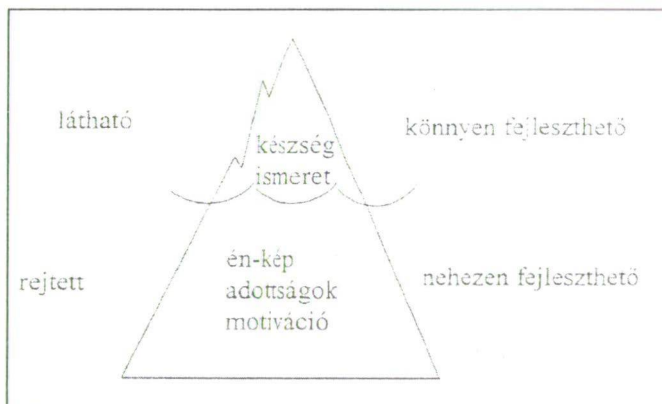 látható
készség
ismeret
könnyen fejleszthető
rejtett
én-kép
adottságok
motiváció
nehezen fejleszthető